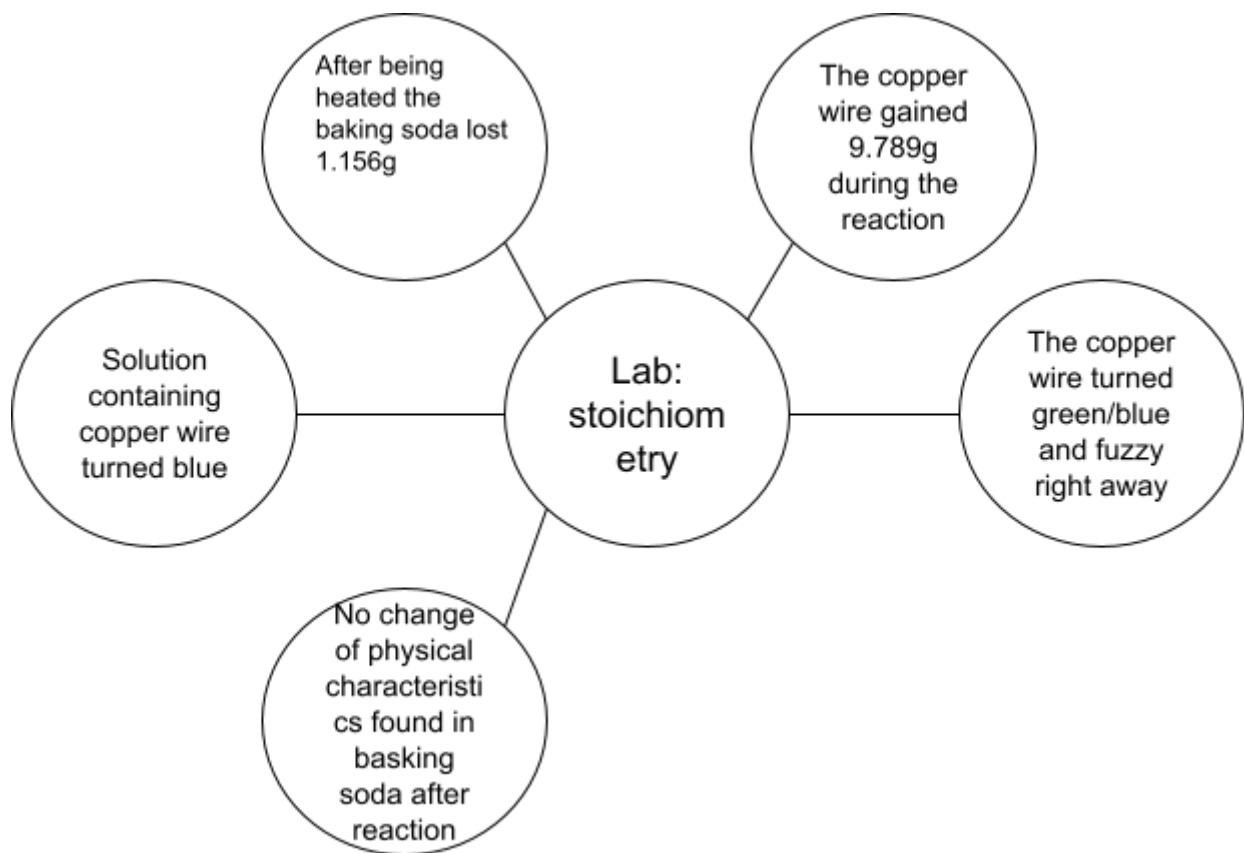 After being
heated the
baking soda lost
1.156g
The copper
wire gained
9.789g
during the
reaction
Solution
containing
copper wire
turned blue
Lab:
stoichiom
etry
The copper
wire turned
green/blue
and fuzzy
right away
No change
of physical
characteristi
cs found in
basking
soda after
reaction